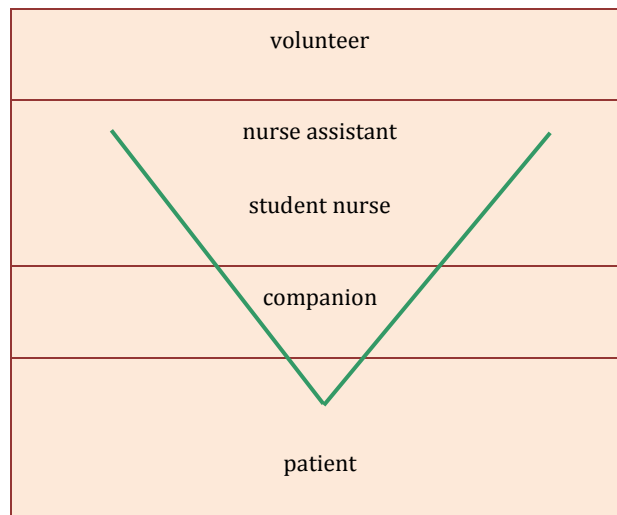 volunteer
nurse assistant
student nurse
companion
patient